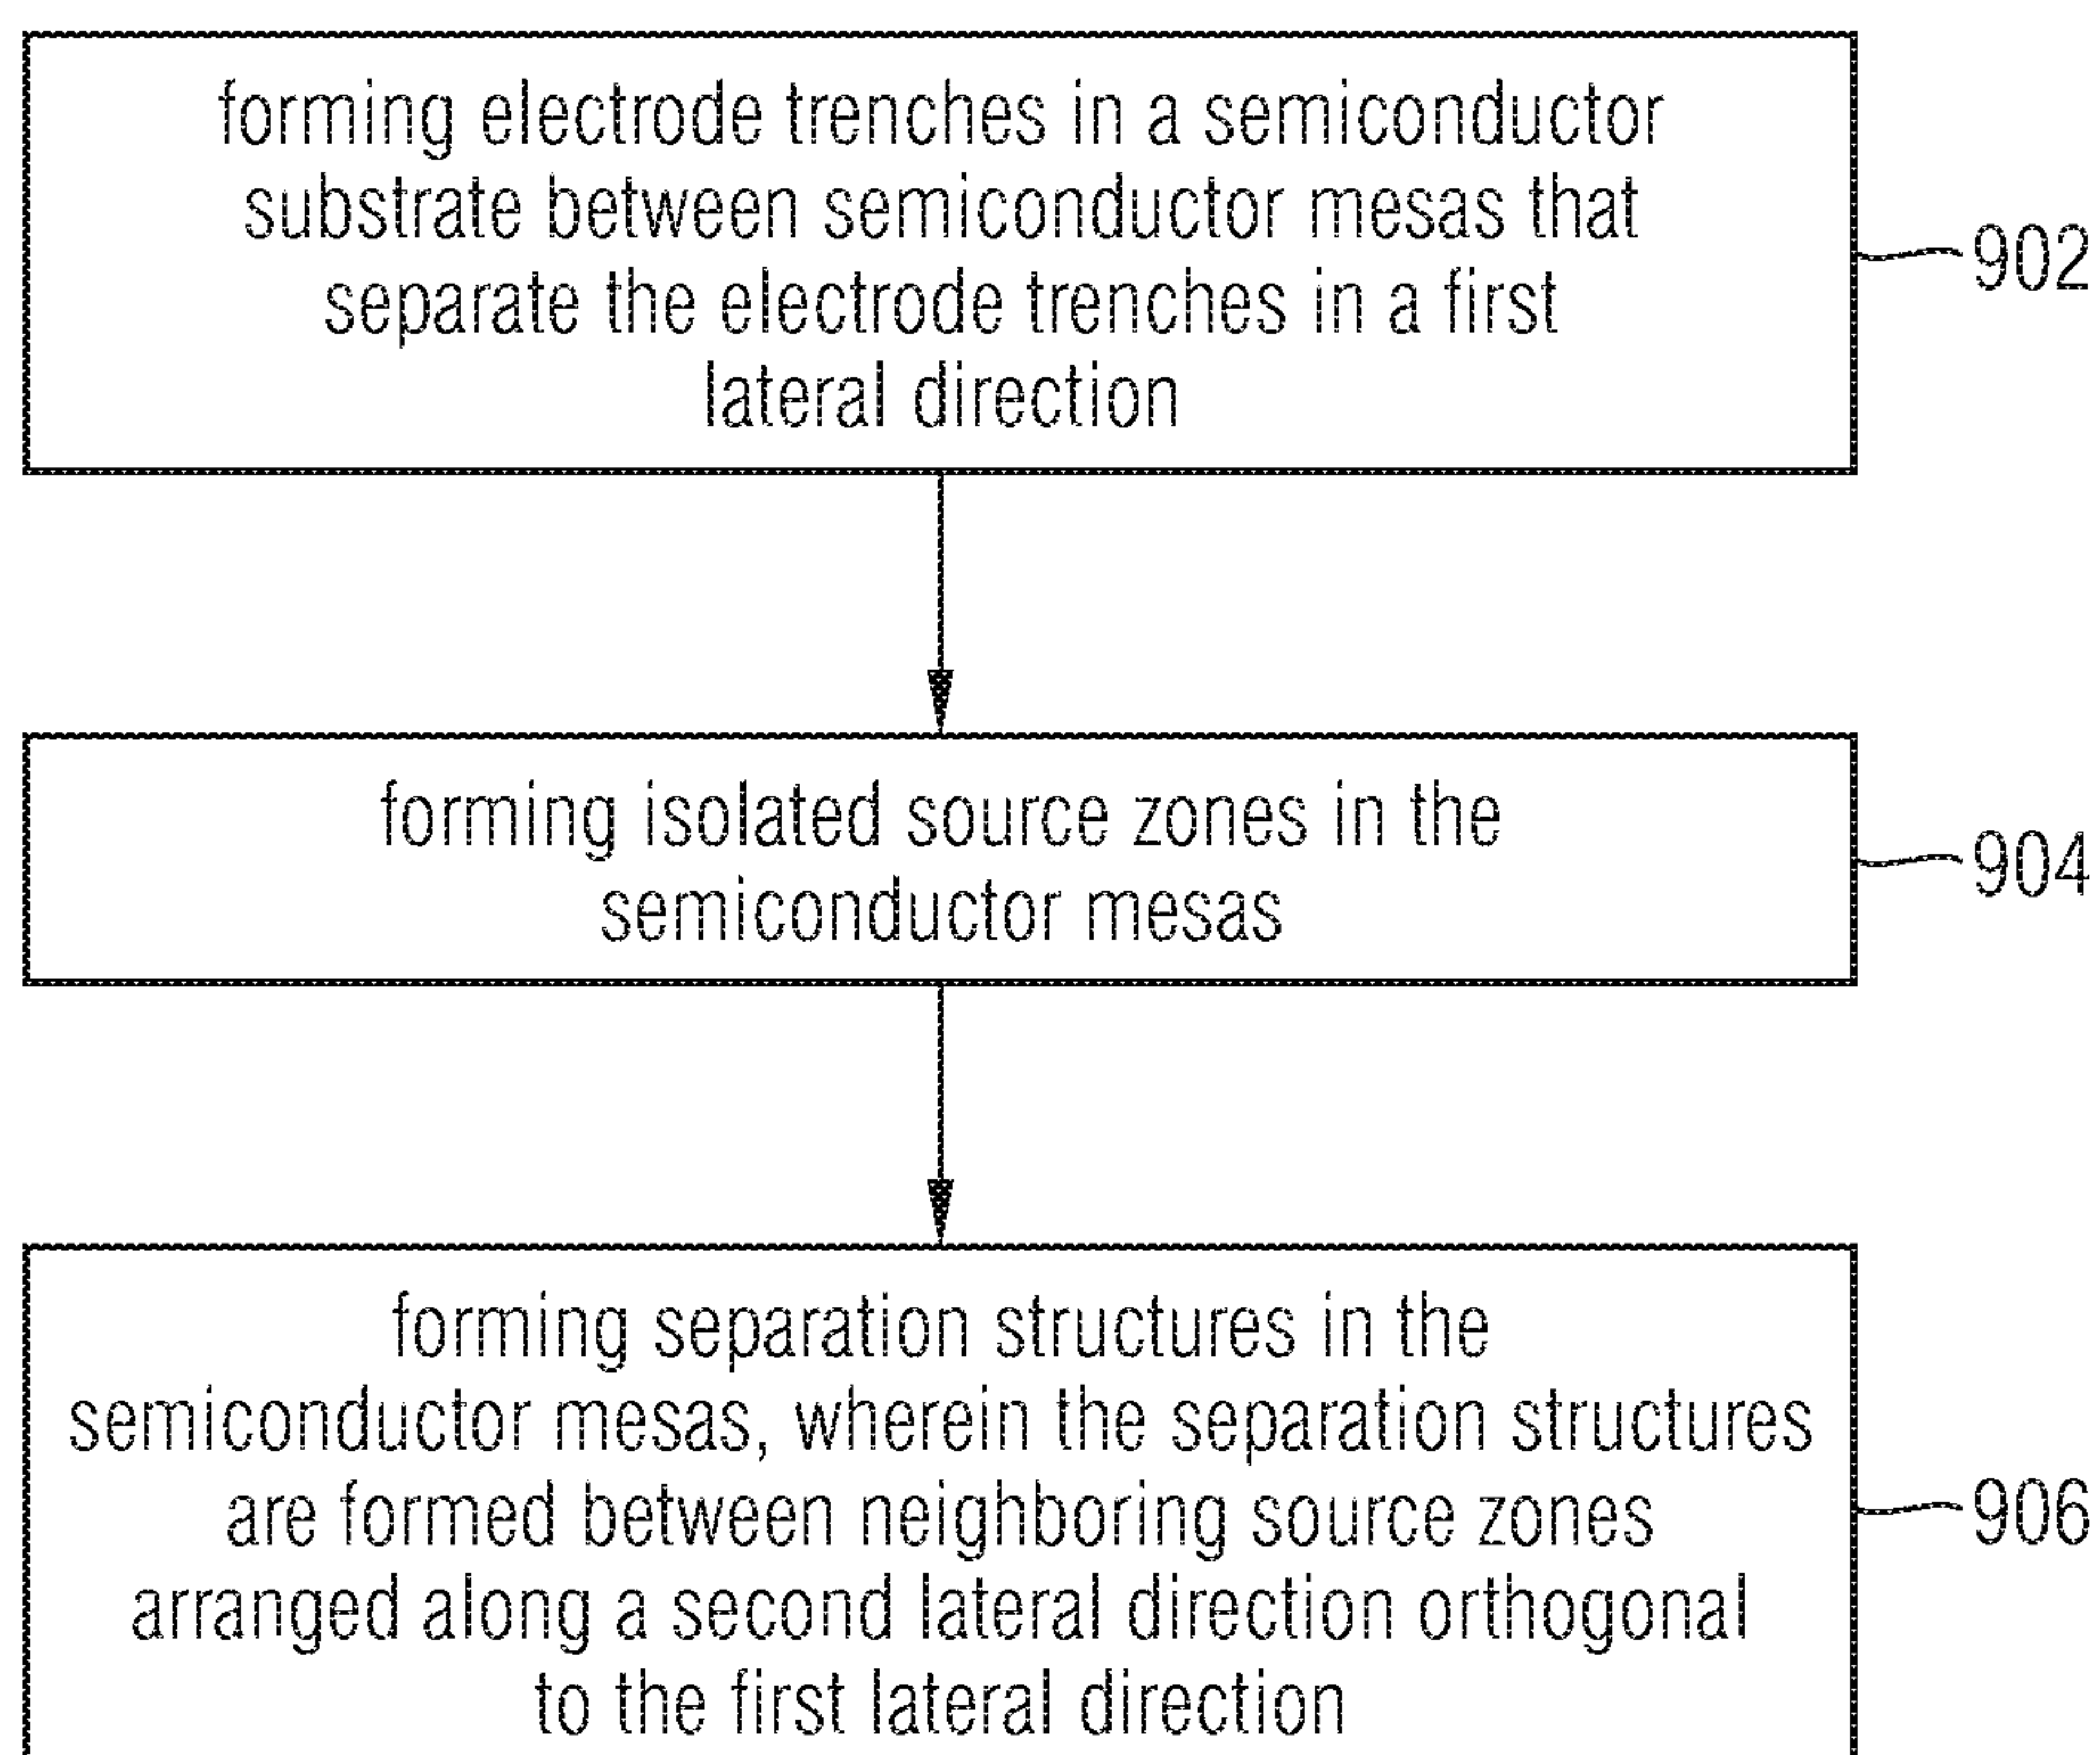 forming electrode trenches in a semiconductor
substrate between semiconductor mesas that
separate the electrode trenches in a first
lateral direction
902
forming isolated source zones in the
semiconductor mesas
904
forming separation structures in the
semiconductor mesas, wherein the separation structures
are formed between neighboring source zones
arranged along a second lateral direction orthogonal
to the first lateral direction
906